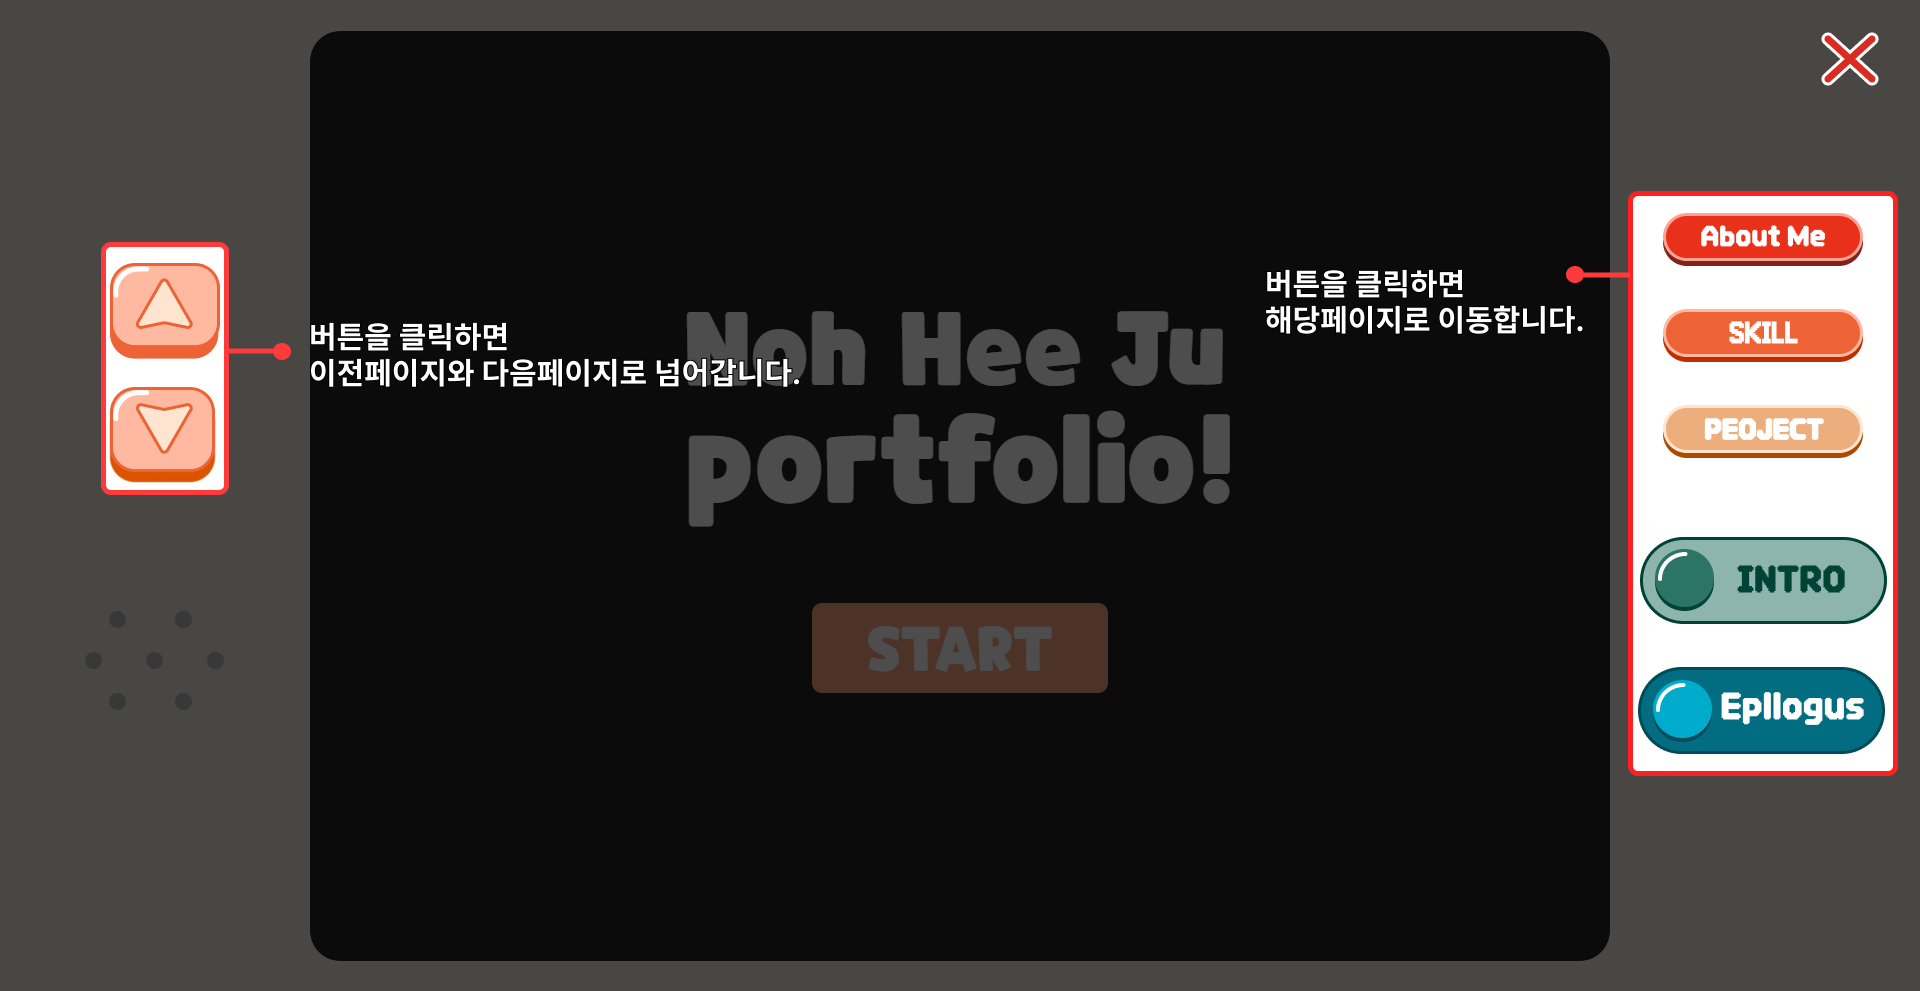 버튼을 클릭하면
이전페이지와 다음페이지로 넘어갑니다.
Noh Hee Ju
portfolio!
START
버튼을 클릭하면
해당페이지로 이동합니다.
About Me
SKILL
PEOJECT
INTRO
Epllogus